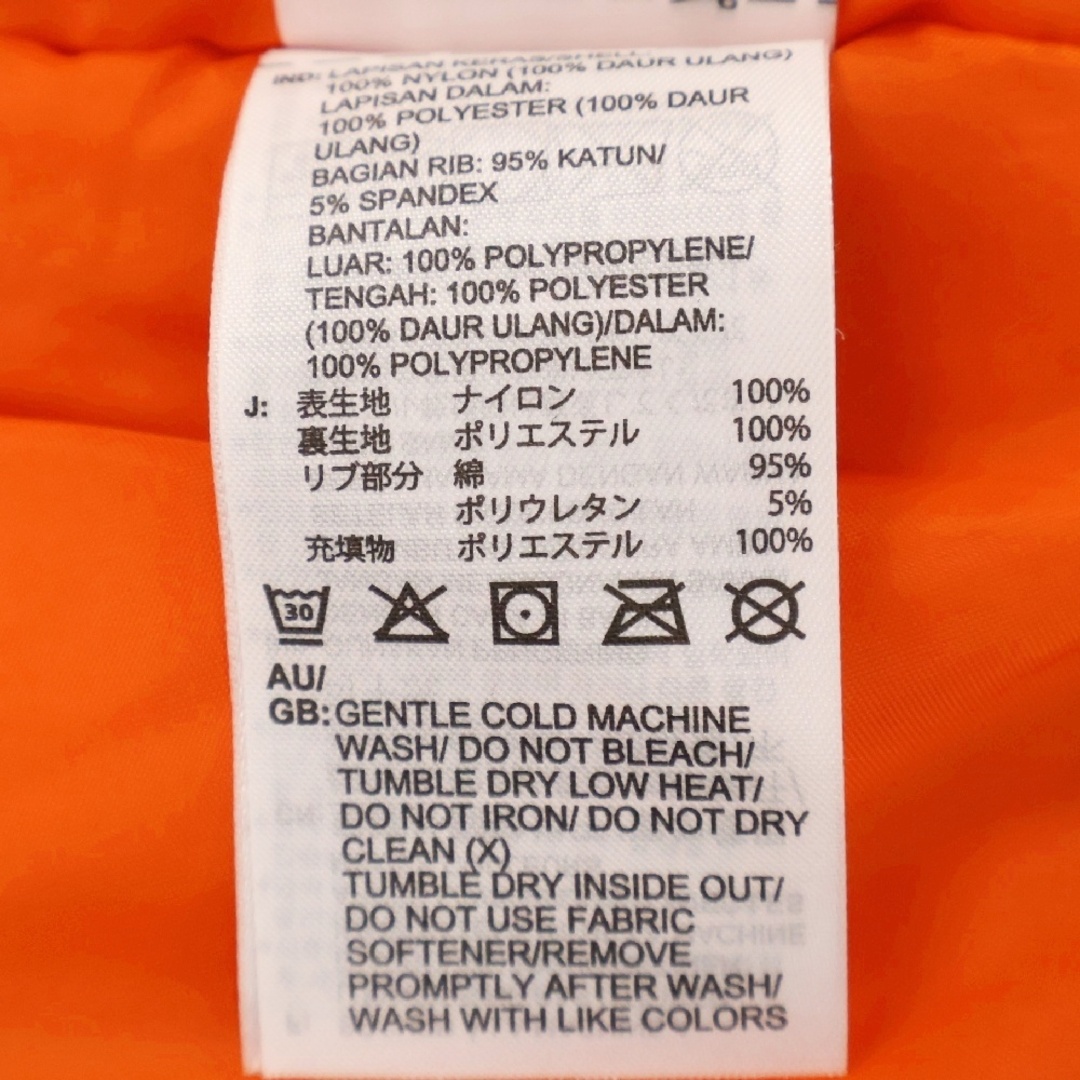 IND: LAPISAN KERAS/SHELL:
100% NYLON (100% DAUR ULANG)
LAPISAN DALAM:
100% POLYESTER (100% DAUR
ULANG)
BAGIAN RIB: 95% KATUN/
5% SPANDEX
BANTALAN:
LUAR: 100% POLYPROPYLENE/
TENGAH: 100% POLYESTER
(100% DAUR ULANG)/DALAM:
100% POLYPROPYLENE
J: 表生地 ナイロン 100%
裏生地 ポリエステル 100%
リブ部分 綿 95%
ポリウレタン 5%
充填物 ポリエステル 100%
30
AU/
GB: GENTLE COLD MACHINE
WASH/ DO NOT BLEACH/
TUMBLE DRY LOW HEAT/
DO NOT IRON/ DO NOT DRY
CLEAN (X)
TUMBLE DRY INSIDE OUT/
DO NOT USE FABRIC
SOFTENER/REMOVE
PROMPTLY AFTER WASH/
WASH WITH LIKE COLORS